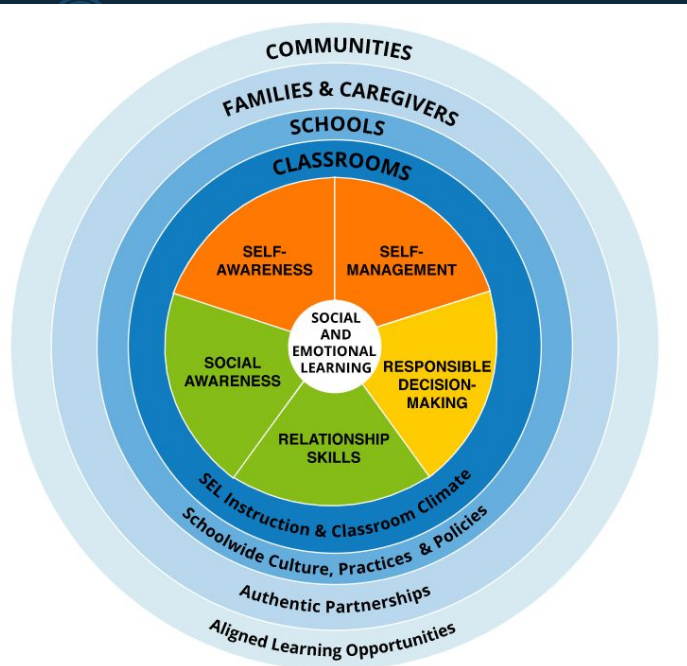 COMMUNITIES
FAMILIES & CAREGIVERS
SCHOOLS
CLASSROOMS
SELF-
AWARENESS
SELF-
MANAGEMENT
SOCIAL
AND
EMOTIONAL
LEARNING
SOCIAL
AWARENESS
RESPONSIBLE
DECISION-
MAKING
RELATIONSHIP
SKILLS
SEL Instruction & Classroom Climate
Schoolwide Culture, Practices & Policies
Authentic Partnerships
Aligned Learning Opportunities